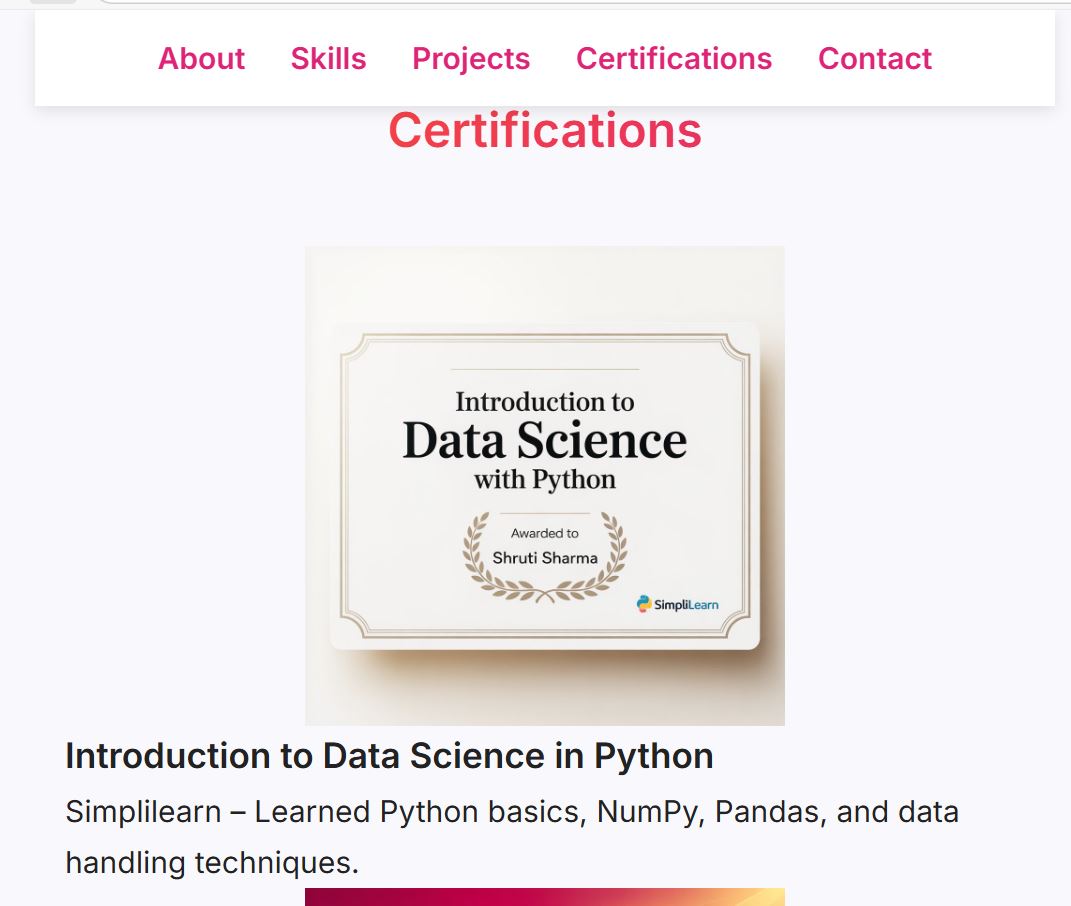 About Skills Projects Certifications Contact
Certifications
Introduction to
Data Science
with Python
Awarded to
Shruti Sharma
SimpliLearn
Introduction to Data Science in Python
Simplilearn – Learned Python basics, NumPy, Pandas, and data
handling techniques.